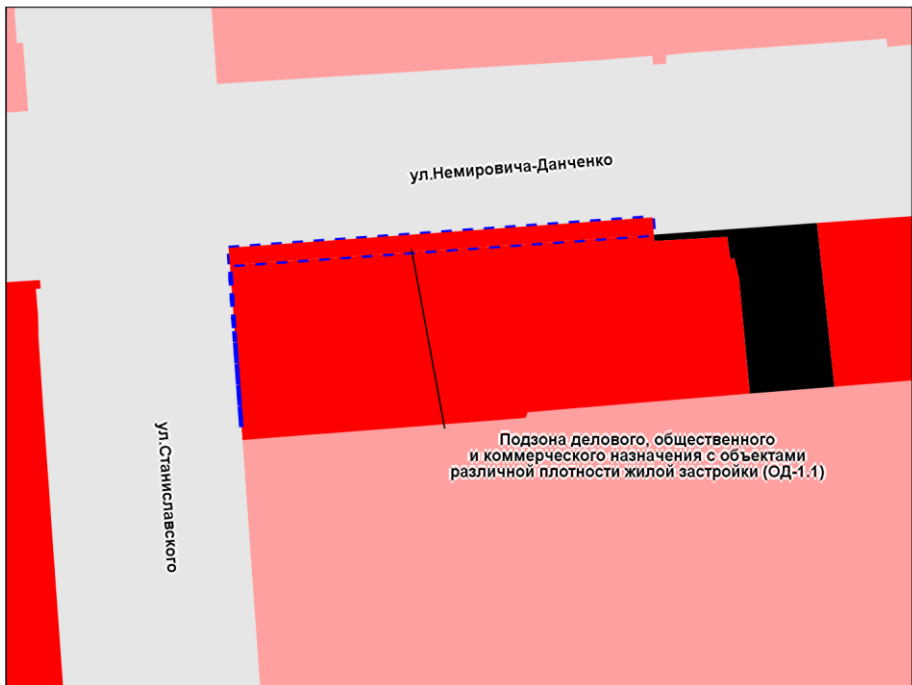 ул.Немировича-Данченко
ул.Станиславского
Подзона делового, общественного
и коммерческого назначения с объектами
различной плотности жилой застройки (ОД-1.1)